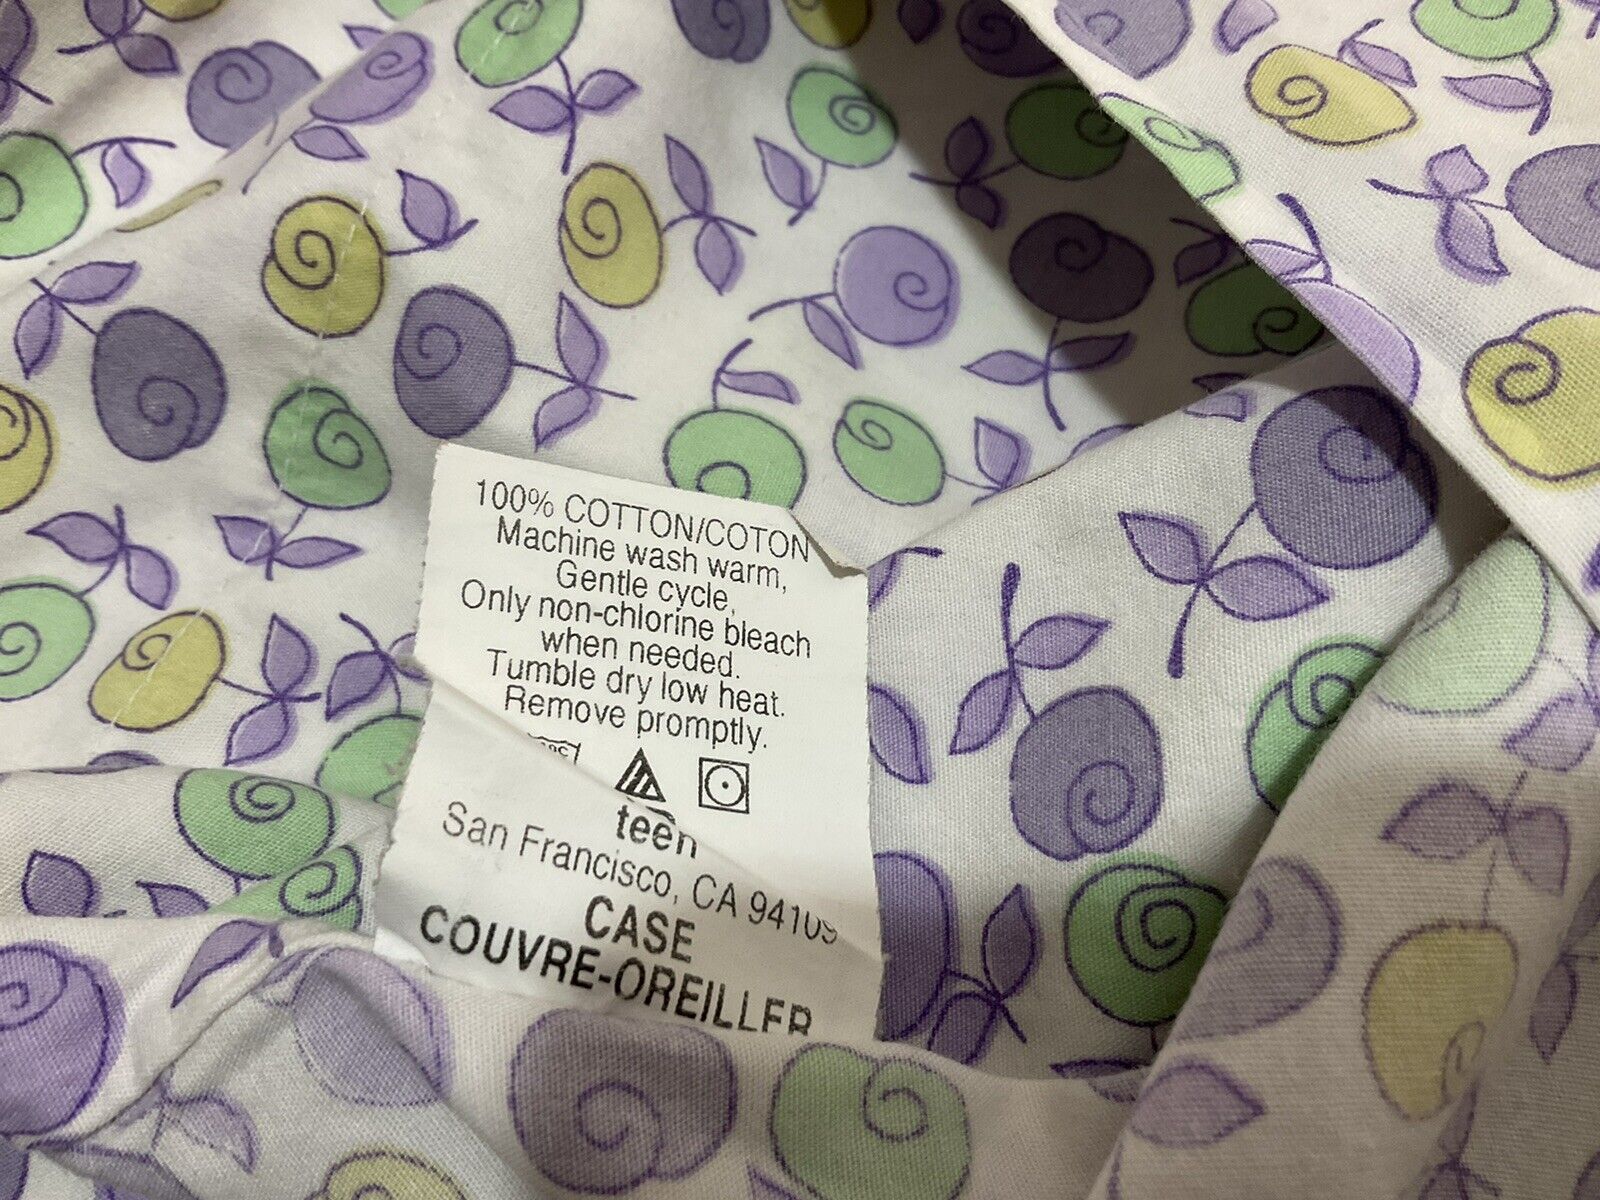 100% COTTON/COTON
Machine wash warm,
Gentle cycle,
Only non-chlorine bleach
when needed.
Tumble dry low heat.
Remove promptly.
teen
San Francisco, CA 94109
CASE
COUVRE-OREILLER